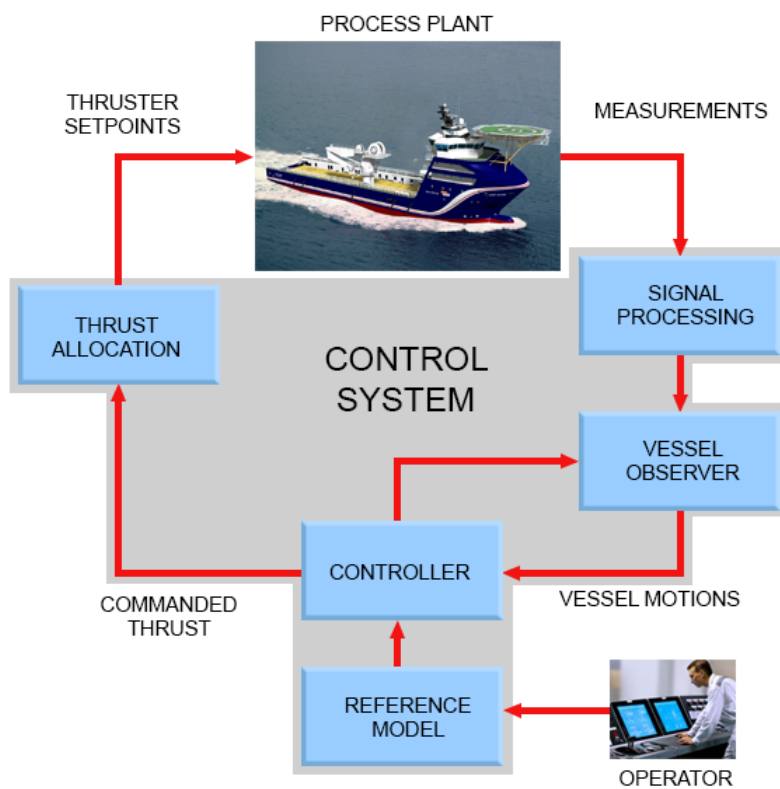 PROCESS PLANT
THRUSTER
SETPOINTS
MEASUREMENTS
SIGNAL
PROCESSING
THRUST
ALLOCATION
CONTROL
SYSTEM
VESSEL
OBSERVER
CONTROLLER
COMMANDED
THRUST
VESSEL MOTIONS
REFERENCE
MODEL
OPERATOR